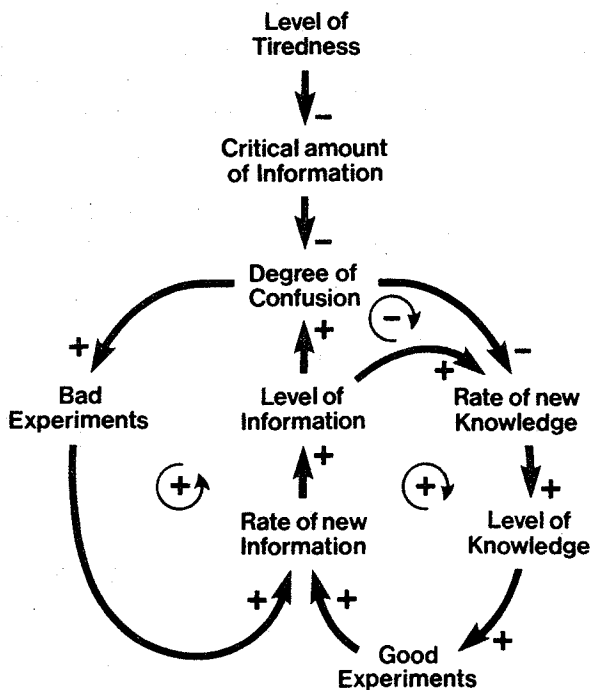 Level of
Tiredness
−
Critical amount
of Information
−
Degree of
Confusion
+
−
+
−
+
Bad
Experiments
Level of
Information
Rate of new
Knowledge
+
+
+
+
Rate of new
Information
Level of
Knowledge
+
+
+
Good
Experiments